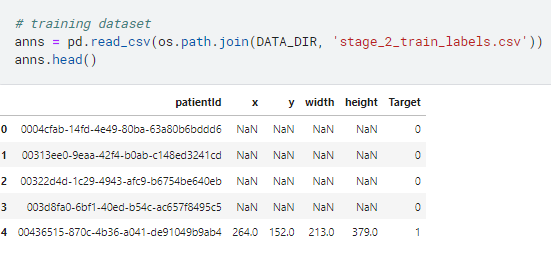 # training dataset
anns = pd.read_csv(os.path.join(DATA_DIR, 'stage_2_train_labels.csv'))
anns.head()
patientId x y width height Target
0 0004cfab-14fd-4e49-80ba-63a80b6bddd6 NaN NaN NaN NaN 0
1 00313ee0-9eaa-42f4-b0ab-c148ed3241cd NaN NaN NaN NaN 0
2 00322d4d-1c29-4943-afc9-b6754be640eb NaN NaN NaN NaN 0
3 003d8fa0-6bf1-40ed-b54c-ac657f8495c5 NaN NaN NaN NaN 0
4 00436515-870c-4b36-a041-de91049b9ab4 264.0 152.0 213.0 379.0 1